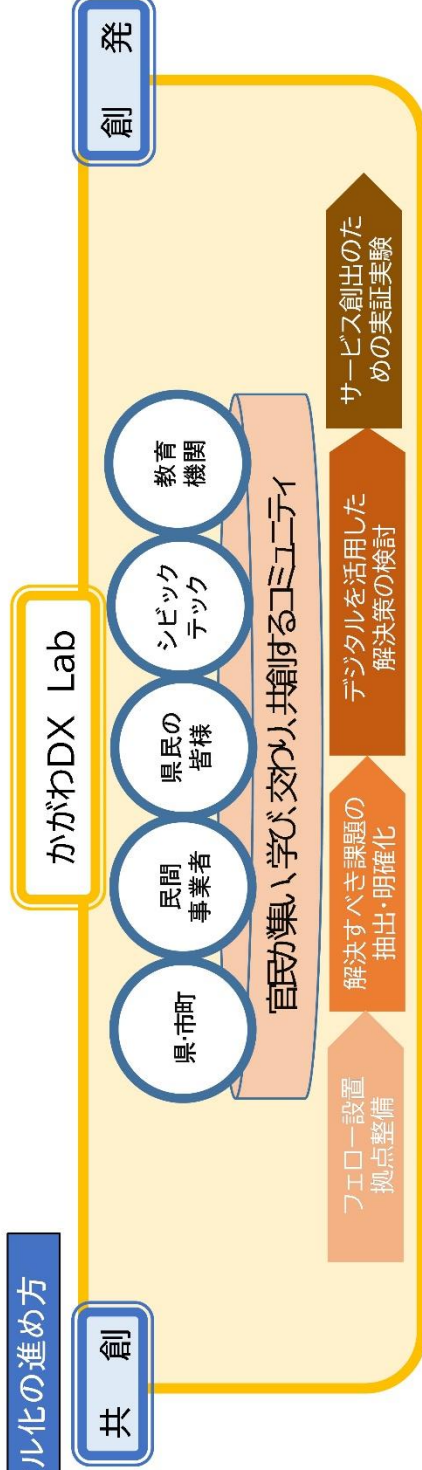 ル化の進め方
共 創
かがわDX Lab
創 発
県・市町
民間
事業者
県民の
皆様
シビック
テック
教育
機関
官民が集い、学び、交わり、共創するコミュニティ
フェロー設置
拠点整備
解決すべき課題の
抽出・明確化
デジタルを活用した
解決策の検討
サービス創出のた
めの実証実験